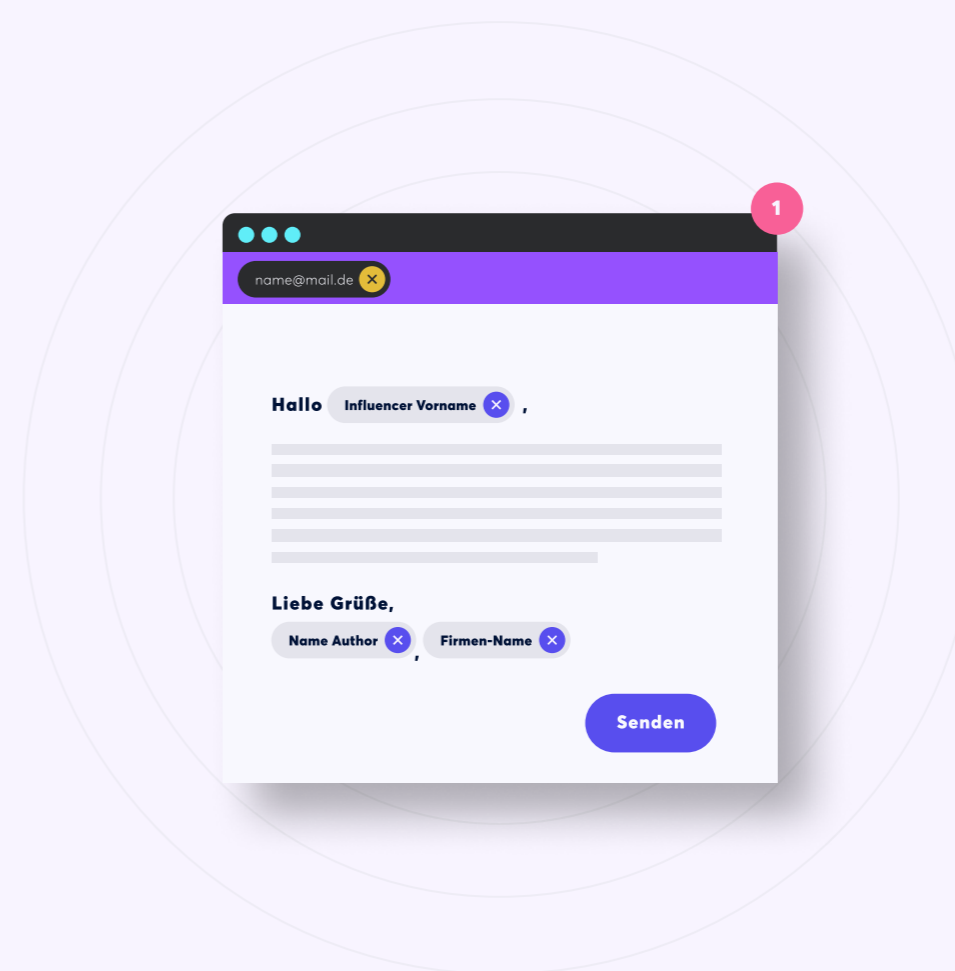 1
name@mail.de
Hallo Influencer Vorname ,
Liebe Grüße,
Name Author , Firmen-Name
Senden